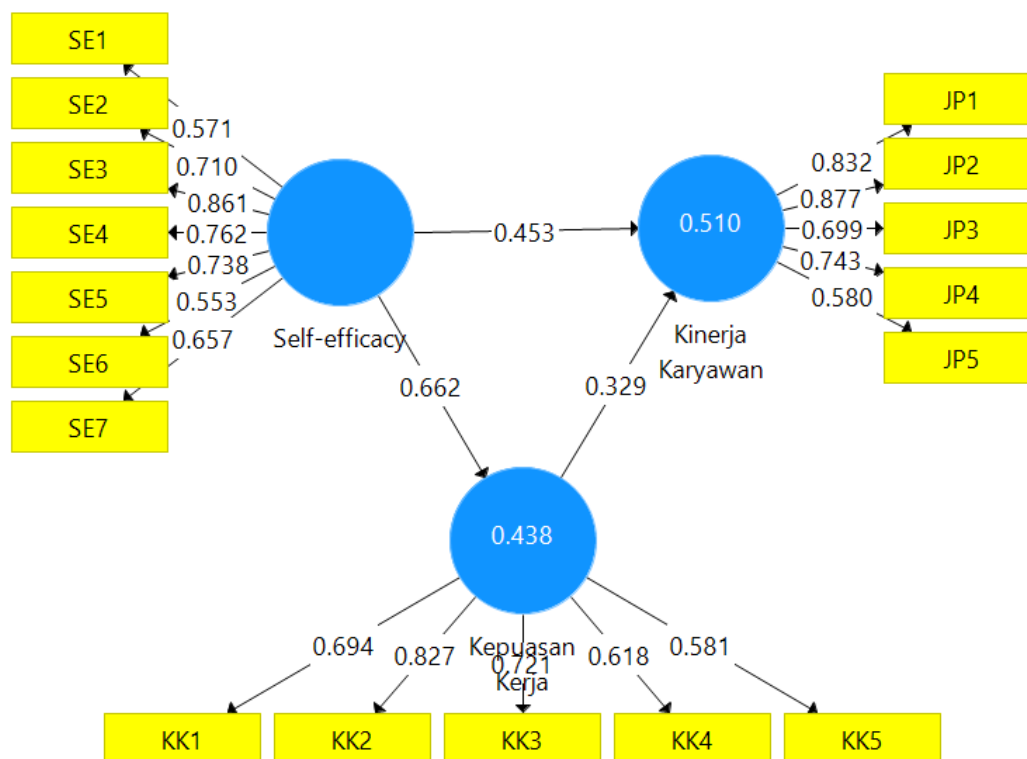 SE1
SE2
SE3
SE4
SE5
SE6
SE7
0.571
0.710
0.861
0.762
0.738
0.553
0.657
Self-efficacy
0.453
0.662
0.510
Kinerja
Karyawan
0.329
0.832
0.877
0.699
0.743
0.580
JP1
JP2
JP3
JP4
JP5
0.438
Kepuasan
Kerja
0.694
0.827
0.721
0.618
0.581
KK1
KK2
KK3
KK4
KK5